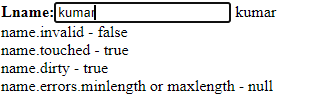 Lname: kumar kumar
name.invalid - false
name.touched - true
name.dirty - true
name.errors.minlength or maxlength - null